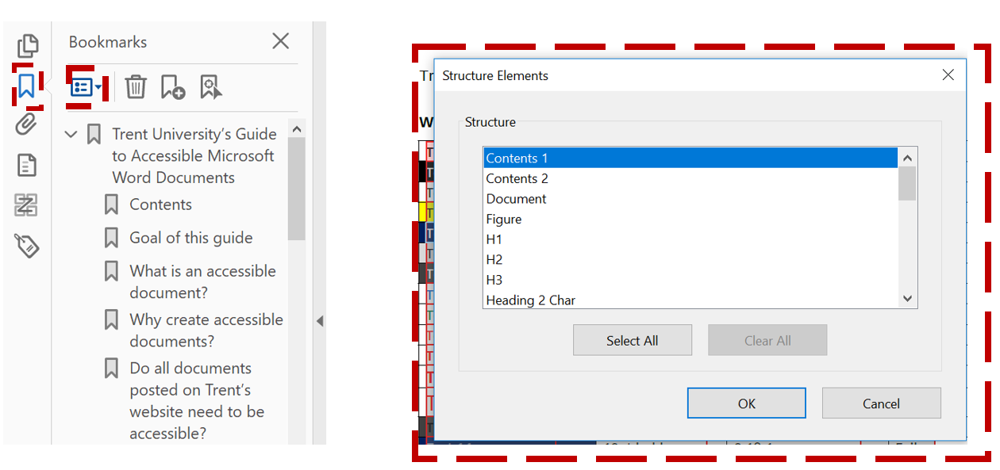 Bookmarks
Trent University’s Guide
to Accessible Microsoft
Word Documents
Contents
Goal of this guide
What is an accessible
document?
Why create accessible
documents?
Do all documents
posted on Trent’s
website need to be
accessible?
Structure Elements
Structure
Contents 1
Contents 2
Document
Figure
H1
H2
H3
Heading 2 Char
Select All
Clear All
OK
Cancel